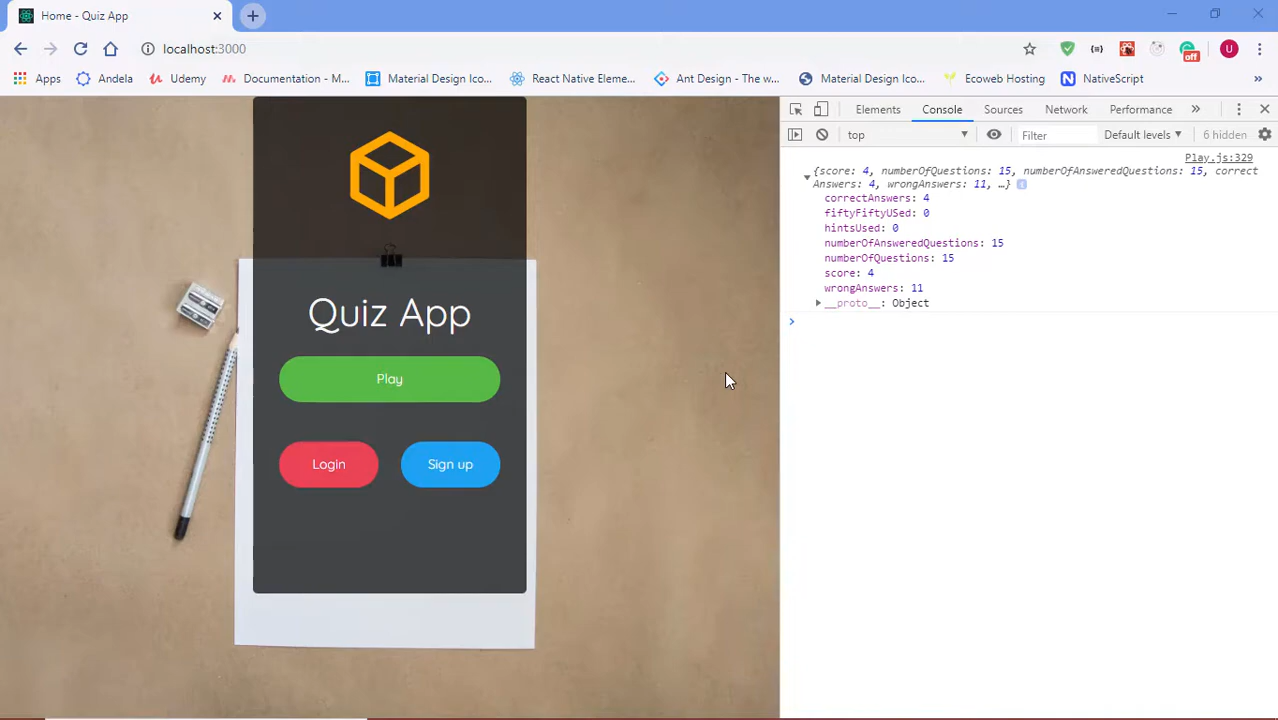 Home - Quiz App
localhost:3000
off
U
Apps
Andela
Udemy
Documentation - M...
Material Design Ico...
React Native Eleme...
Ant Design - The w...
Material Design Ico...
Ecoweb Hosting
NativeScript
»
Elements
Console
Sources
Network
Performance
»
top
Filter
Default levels
6 hidden
Play.js:329
{score: 4, numberOfQuestions: 15, numberOfAnsweredQuestions: 15, correct
Answers: 4, wrongAnswers: 11, …}
correctAnswers: 4
fiftyFiftyUSed: 0
hintsUsed: 0
numberOfAnsweredQuestions: 15
numberOfQuestions: 15
score: 4
wrongAnswers: 11
__proto__: Object
Quiz App
Play
Login
Sign up